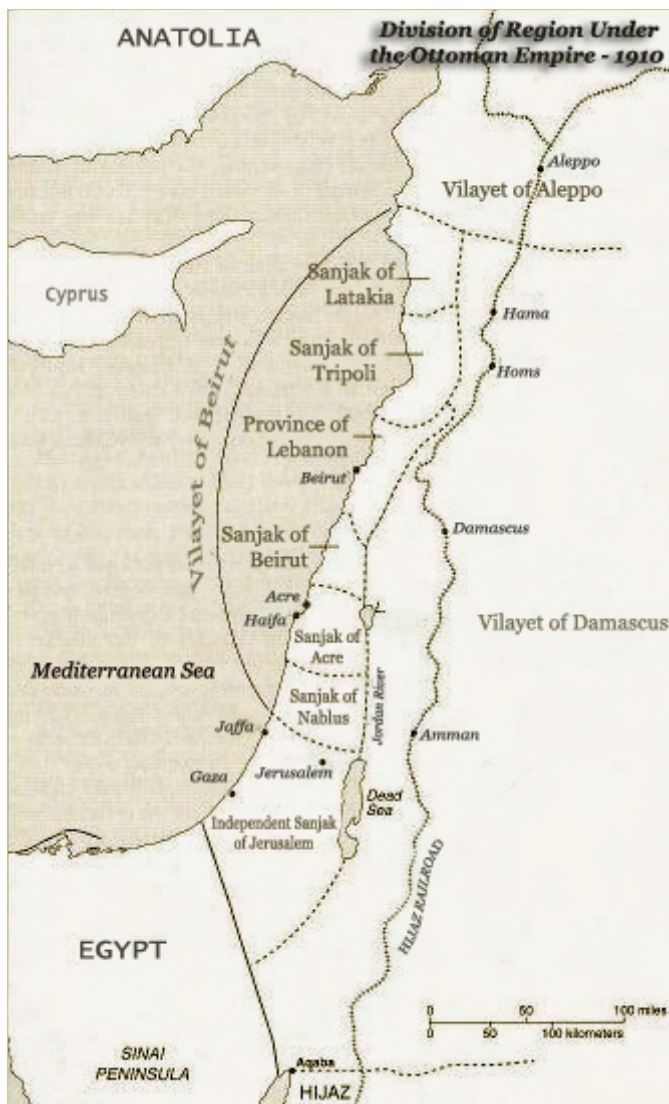 ANATOLIA
Division of Region Under
the Ottoman Empire - 1910
Aleppo
Vilayet of Aleppo
Sanjak of
Latakia
Cyprus
Hama
Sanjak of
Tripoli
Homs
Vilayet of Beirut
Province of
Lebanon
Beirut
Damascus
Sanjak of
Beirut
Acre
Haifa
Sanjak of
Acre
Vilayet of Damascus
Mediterranean Sea
Sanjak of
Nablus
Jordan River
Jaffa
Amman
Jerusalem
Gaza
Dead
Sea
Independent Sanjak
of Jerusalem
HIJAZ RAILROAD
EGYPT
0 50 100 miles
0 50 100 kilometers
SINAI
PENINSULA
Aqaba
HIJAZ